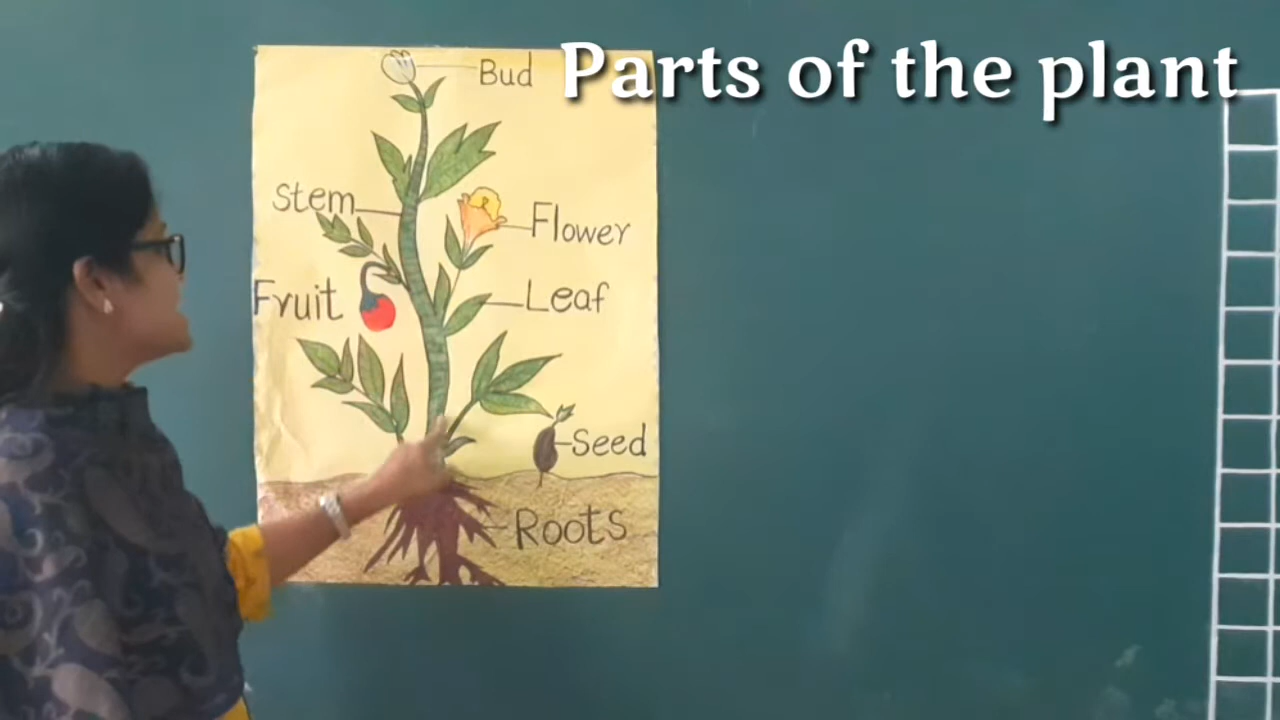 Parts of the plant
Bud
Stem
Flower
Fruit
Leaf
Seed
Roots